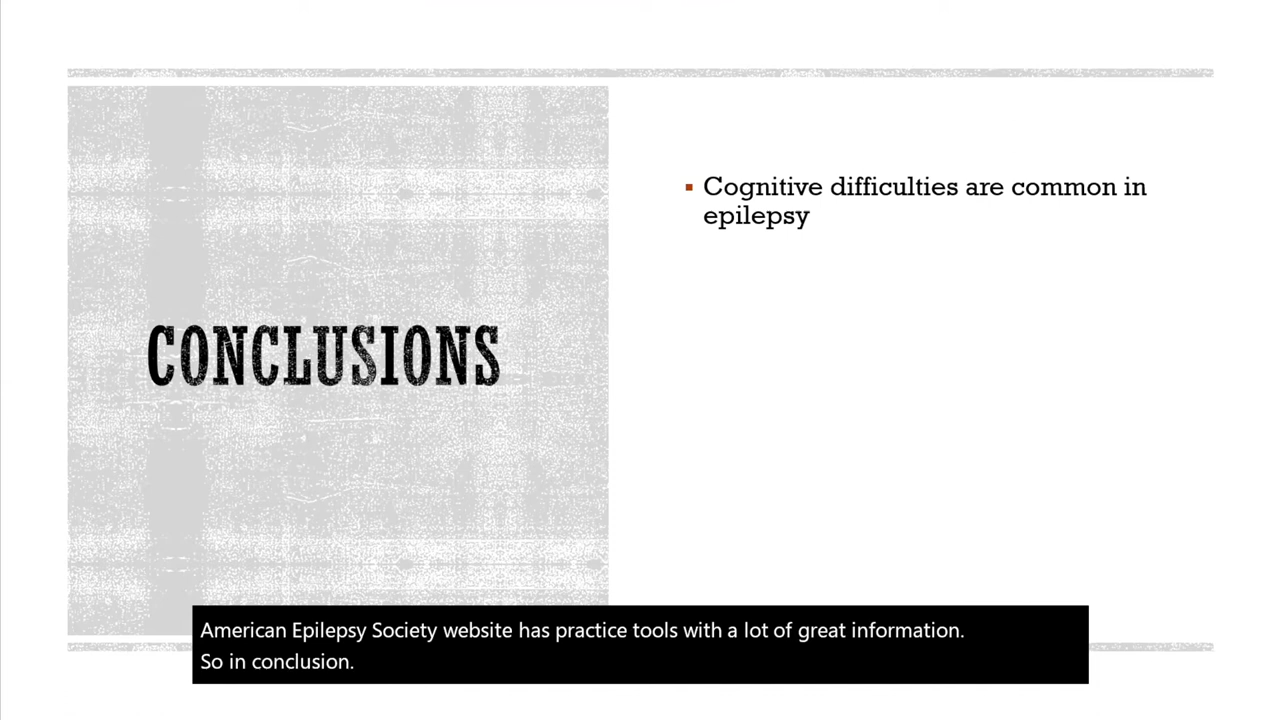 CONCLUSIONS
Cognitive difficulties are common in
epilepsy
American Epilepsy Society website has practice tools with a lot of great information.
So in conclusion.